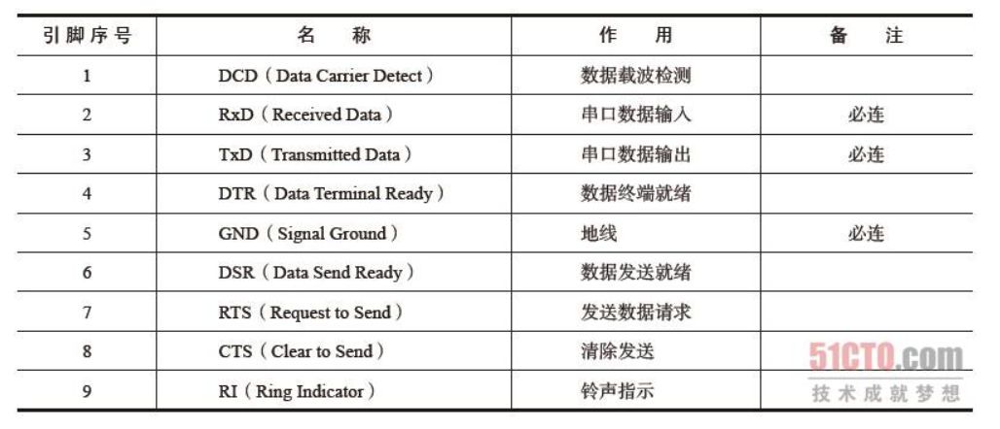 引脚序号 名称 作用 备注
1 DCD（Data Carrier Detect） 数据载波检测
2 RxD（Received Data） 串口数据输入 必连
3 TxD（Transmitted Data） 串口数据输出 必连
4 DTR（Data Terminal Ready） 数据终端就绪
5 GND（Signal Ground） 地线 必连
6 DSR（Data Send Ready） 数据发送就绪
7 RTS（Request to Send） 发送数据请求
8 CTS（Clear to Send） 清除发送
9 RI（Ring Indicator） 铃声指示
51CTO.com
技术成就梦想